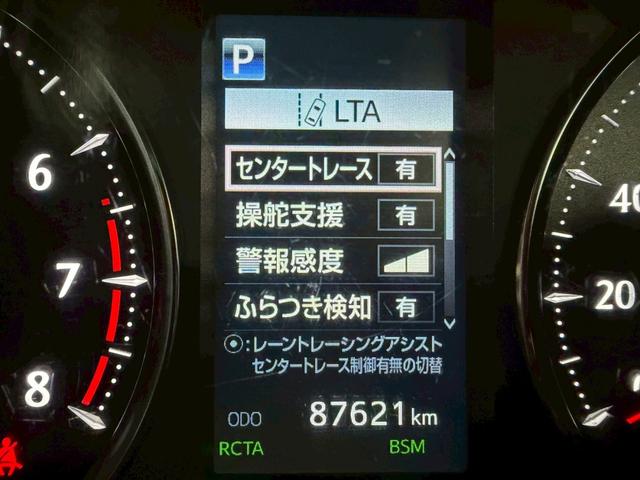 P
LTA
センタートレース 有
操舵支援 有
警報感度
ふらつき検知 有
⦿:レーントレーシングアシスト
センタートレース制御有無の切替
ODO 87621km
RCTA BSM
6
7
8
40
20